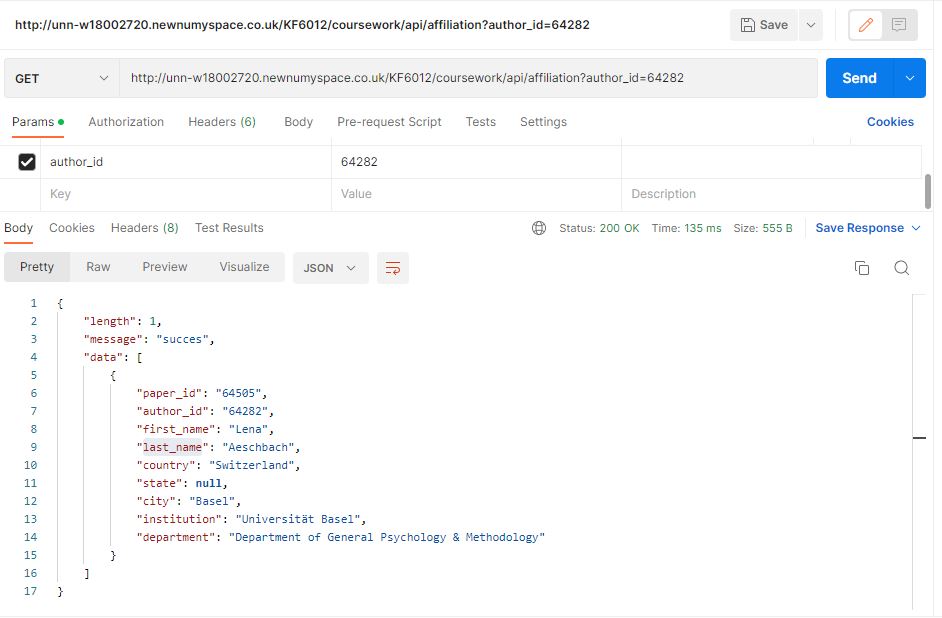 http://unn-w18002720.newnumyspace.co.uk/KF6012/coursework/api/affiliation?author_id=64282 Save
GET http://unn-w18002720.newnumyspace.co.uk/KF6012/coursework/api/affiliation?author_id=64282 Send
Params Authorization Headers (6) Body Pre-request Script Tests Settings Cookies
author_id 64282
Key Value Description
Body Cookies Headers (8) Test Results Status: 200 OK Time: 135 ms Size: 555 B Save Response
Pretty Raw Preview Visualize JSON
1 {
2 "length": 1,
3 "message": "succes",
4 "data": [
5 {
6 "paper_id": "64505",
7 "author_id": "64282",
8 "first_name": "Lena",
9 "last_name": "Aeschbach",
10 "country": "Switzerland",
11 "state": null,
12 "city": "Basel",
13 "institution": "Universität Basel",
14 "department": "Department of General Psychology & Methodology"
15 }
16 ]
17 }